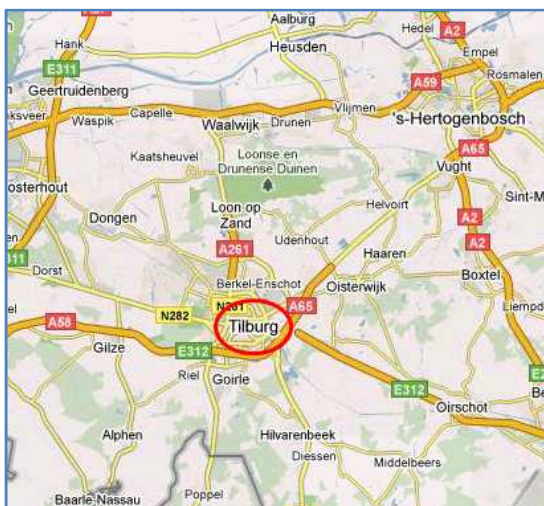 Aalburg
Hedel
A2
Empel
Hank
Heusden
E311
A59
Rosmalen
Geertruidenberg
Capelle
Vlijmen
Waspik
Drunen
Waalwijk
's-Hertogenbosch
A65
Kaatsheuvel
Loonse en
Drunense Duinen
Vught
oosterhout
Sint-M
Loon op
Zand
Helvoirt
A2
Dongen
Udenhout
A261
Haaren
A2
311
Dorst
Berkel-Enschot
Boxtel
Oisterwijk
N261
A65
Liempd
N282
Tilburg
A58
Gilze
E312
Riel
Goirle
E312
Oirschot
Alphen
Hilvarenbeek
Diessen
Middelbeers
Baarle-Nassau
Poppel